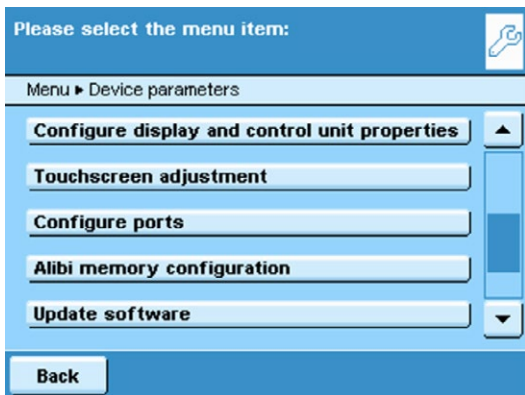 Please select the menu item:
Menu ▸ Device parameters
Configure display and control unit properties
Touchscreen adjustment
Configure ports
Alibi memory configuration
Update software
Back